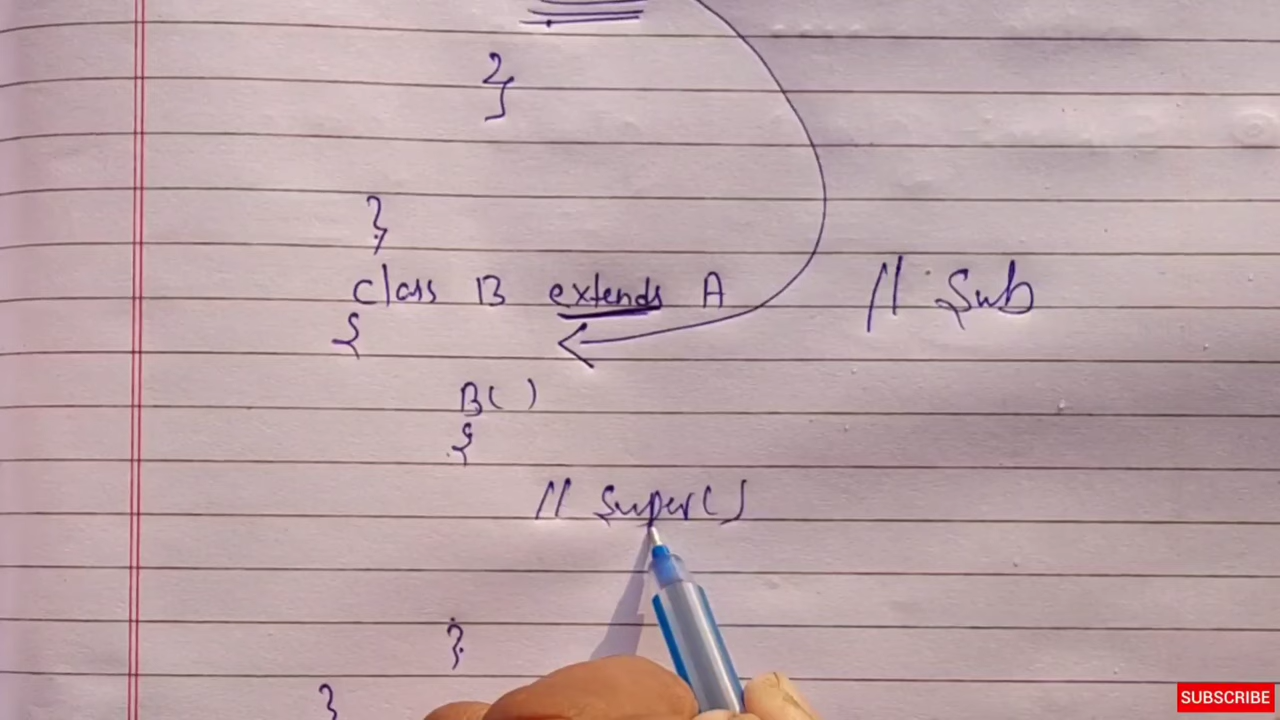 }
}
class B extends A // Sub
{
B( )
{
// Super( )
}
}
SUBSCRIBE